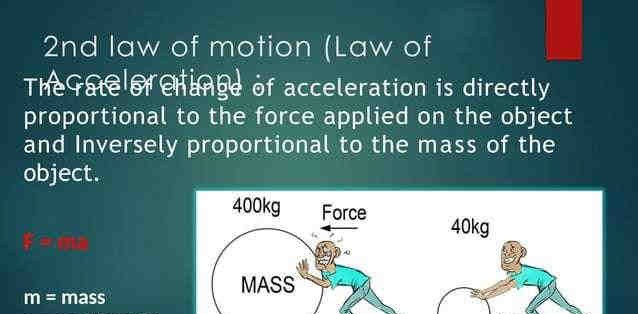 2nd law of motion (Law of
Acceleration) :
The rate of change of acceleration is directly
proportional to the force applied on the object
and Inversely proportional to the mass of the
object.
400kg
Force
40kg
F = ma
MASS
m = mass